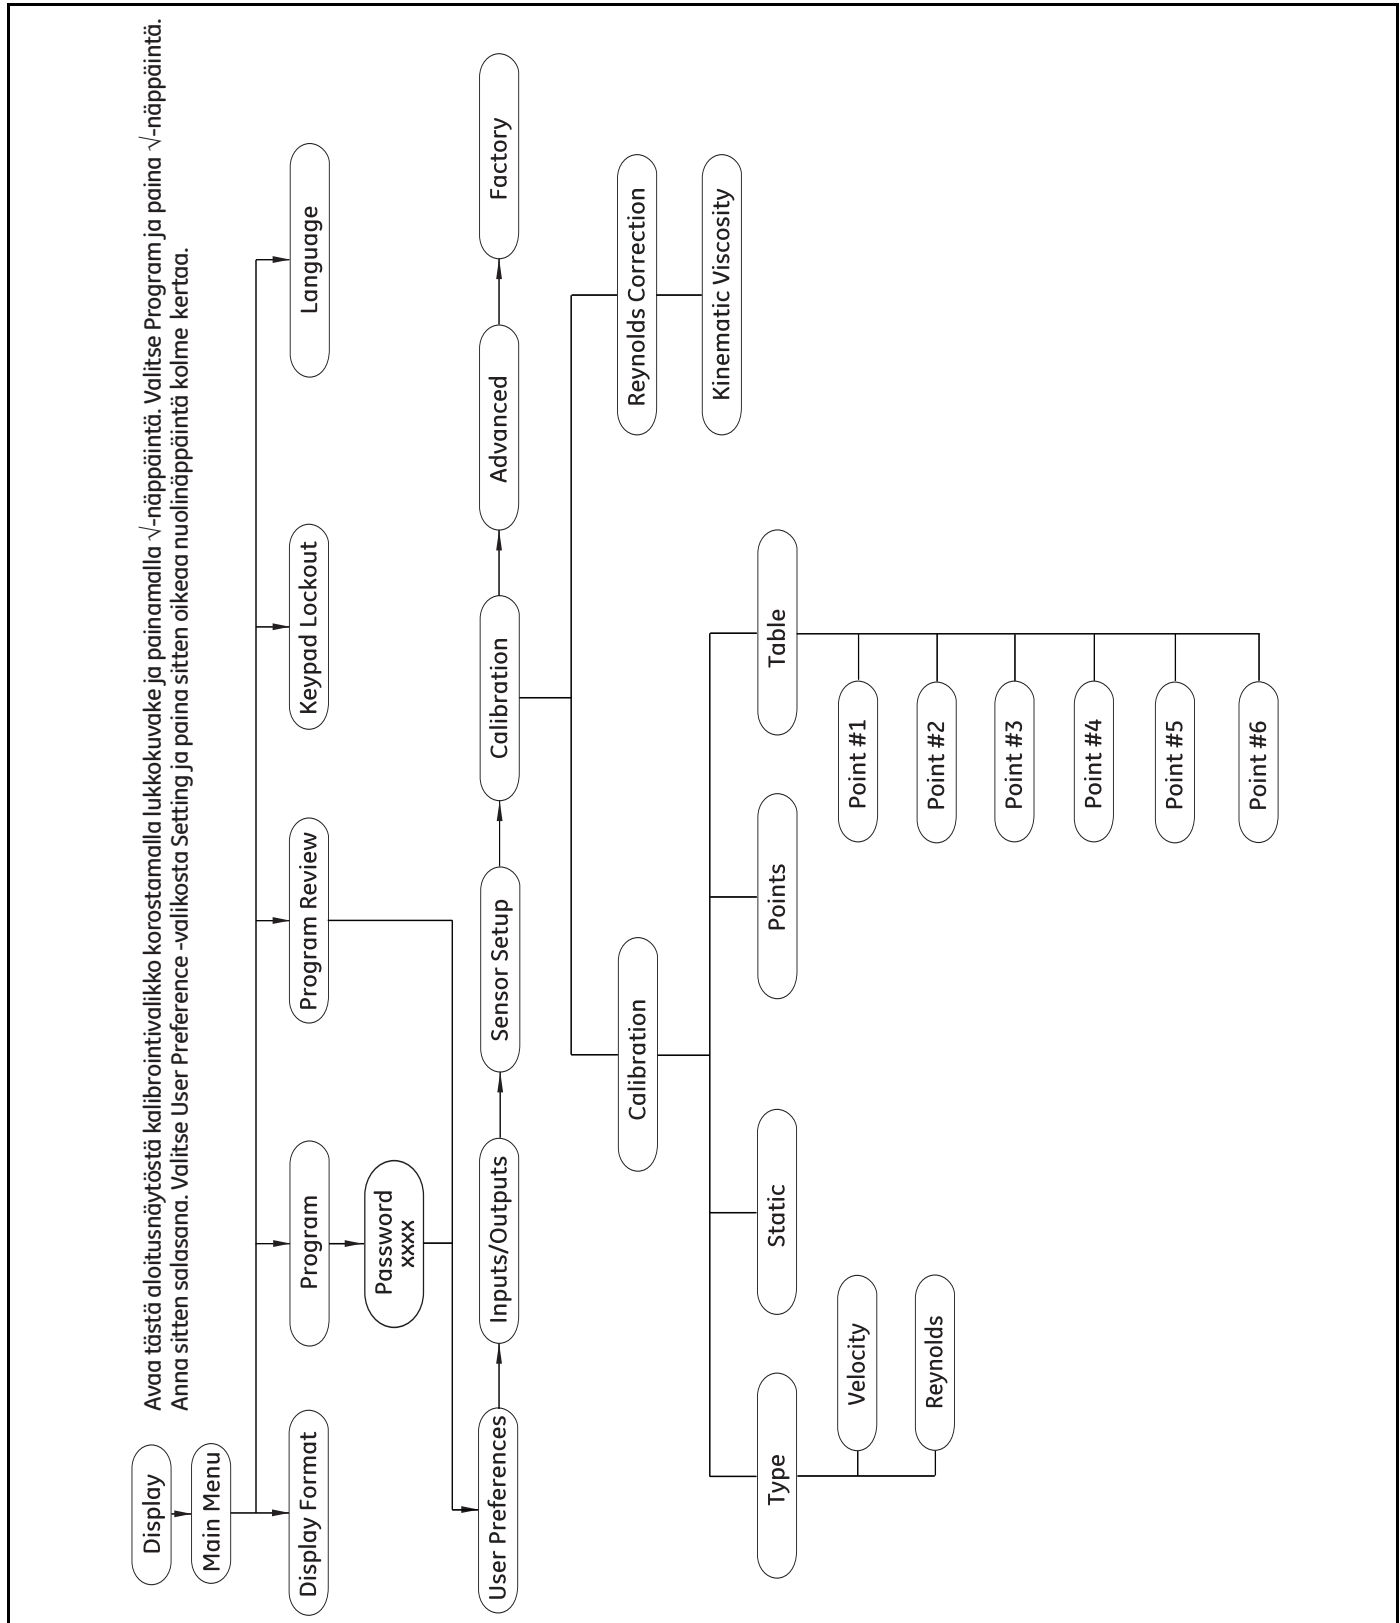 Avaa tästä aloitusnäytöstä kalibrointivalikko korostamalla lukkokuvake ja painamalla √-näppäintä. Valitse Program ja paina √-näppäintä.
Anna sitten salasana. Valitse User Preference -valikosta Setting ja paina sitten oikeaa nuolinäppäintä kolme kertaa.
Display
Main Menu
Display Format
Program
Program Review
Keypad Lockout
Language
Password
xxxx
User Preferences
Inputs/Outputs
Sensor Setup
Calibration
Advanced
Factory
Calibration
Reynolds Correction
Kinematic Viscosity
Type
Static
Points
Table
Velocity
Reynolds
Point #1
Point #2
Point #3
Point #4
Point #5
Point #6